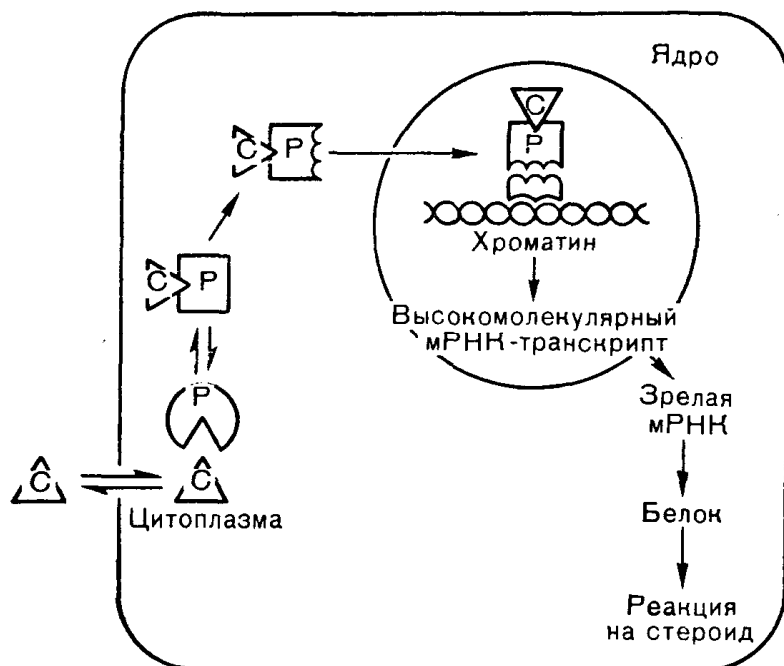 Ядро
С
Р
С
Р
Хроматин
С
Р
Высокомолекулярный
мРНК-транскрипт
Р
Зрелая
мРНК
С
С
Цитоплазма
Белок
Реакция
на стероид